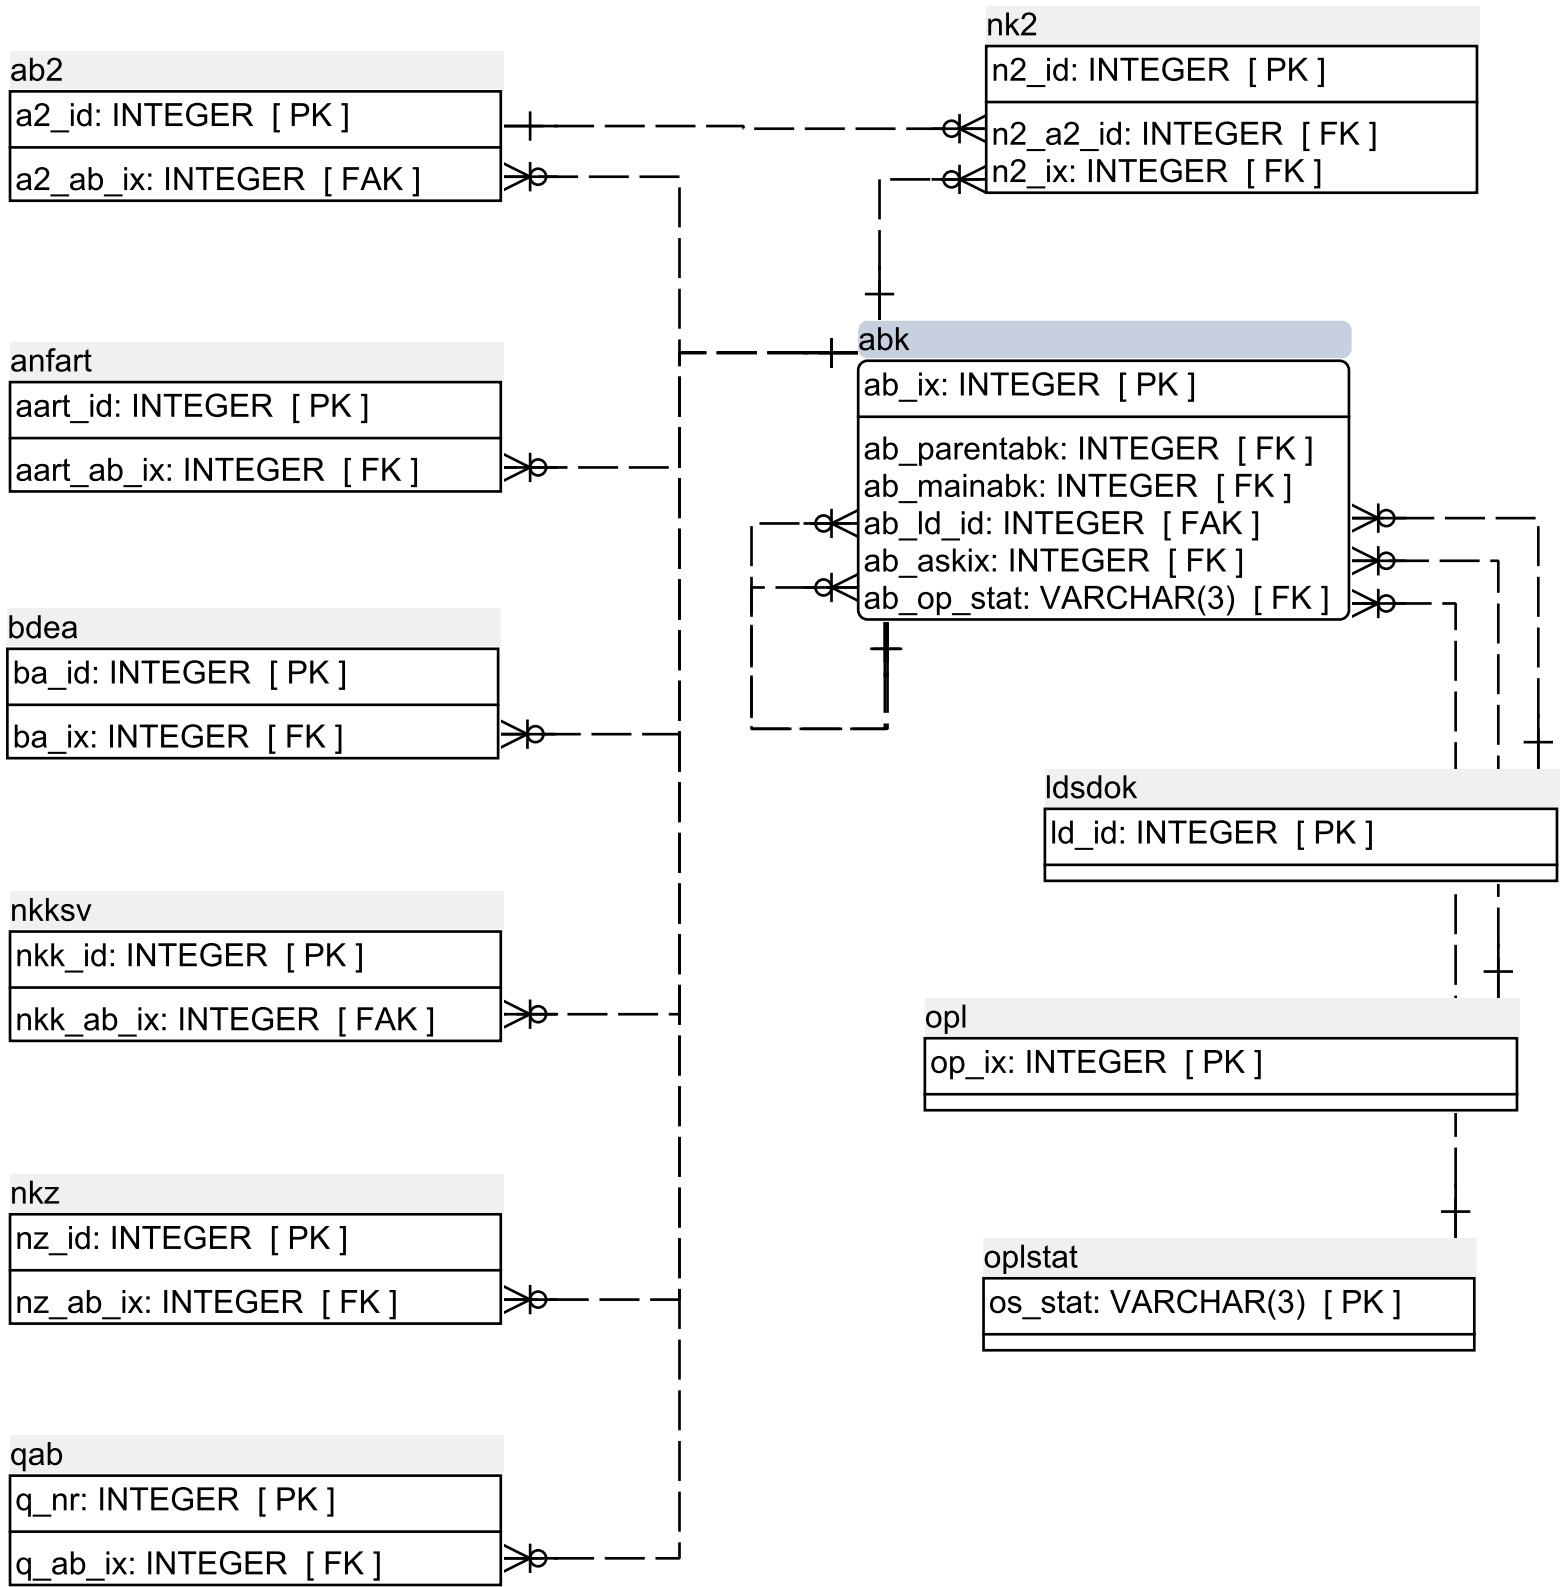 nk2
n2_id: INTEGER  [ PK ]
n2_a2_id: INTEGER  [ FK ]
n2_ix: INTEGER  [ FK ]
ab2
a2_id: INTEGER  [ PK ]
a2_ab_ix: INTEGER  [ FAK ]
abk
ab_ix: INTEGER  [ PK ]
ab_parentabk: INTEGER  [ FK ]
ab_mainabk: INTEGER  [ FK ]
ab_ld_id: INTEGER  [ FAK ]
ab_askix: INTEGER  [ FK ]
ab_op_stat: VARCHAR(3)  [ FK ]
anfart
aart_id: INTEGER  [ PK ]
aart_ab_ix: INTEGER  [ FK ]
bdea
ba_id: INTEGER  [ PK ]
ba_ix: INTEGER  [ FK ]
ldsdok
ld_id: INTEGER  [ PK ]
nkksv
nkk_id: INTEGER  [ PK ]
nkk_ab_ix: INTEGER  [ FAK ]
opl
op_ix: INTEGER  [ PK ]
nkz
nz_id: INTEGER  [ PK ]
nz_ab_ix: INTEGER  [ FK ]
oplstat
os_stat: VARCHAR(3)  [ PK ]
qab
q_nr: INTEGER  [ PK ]
q_ab_ix: INTEGER  [ FK ]